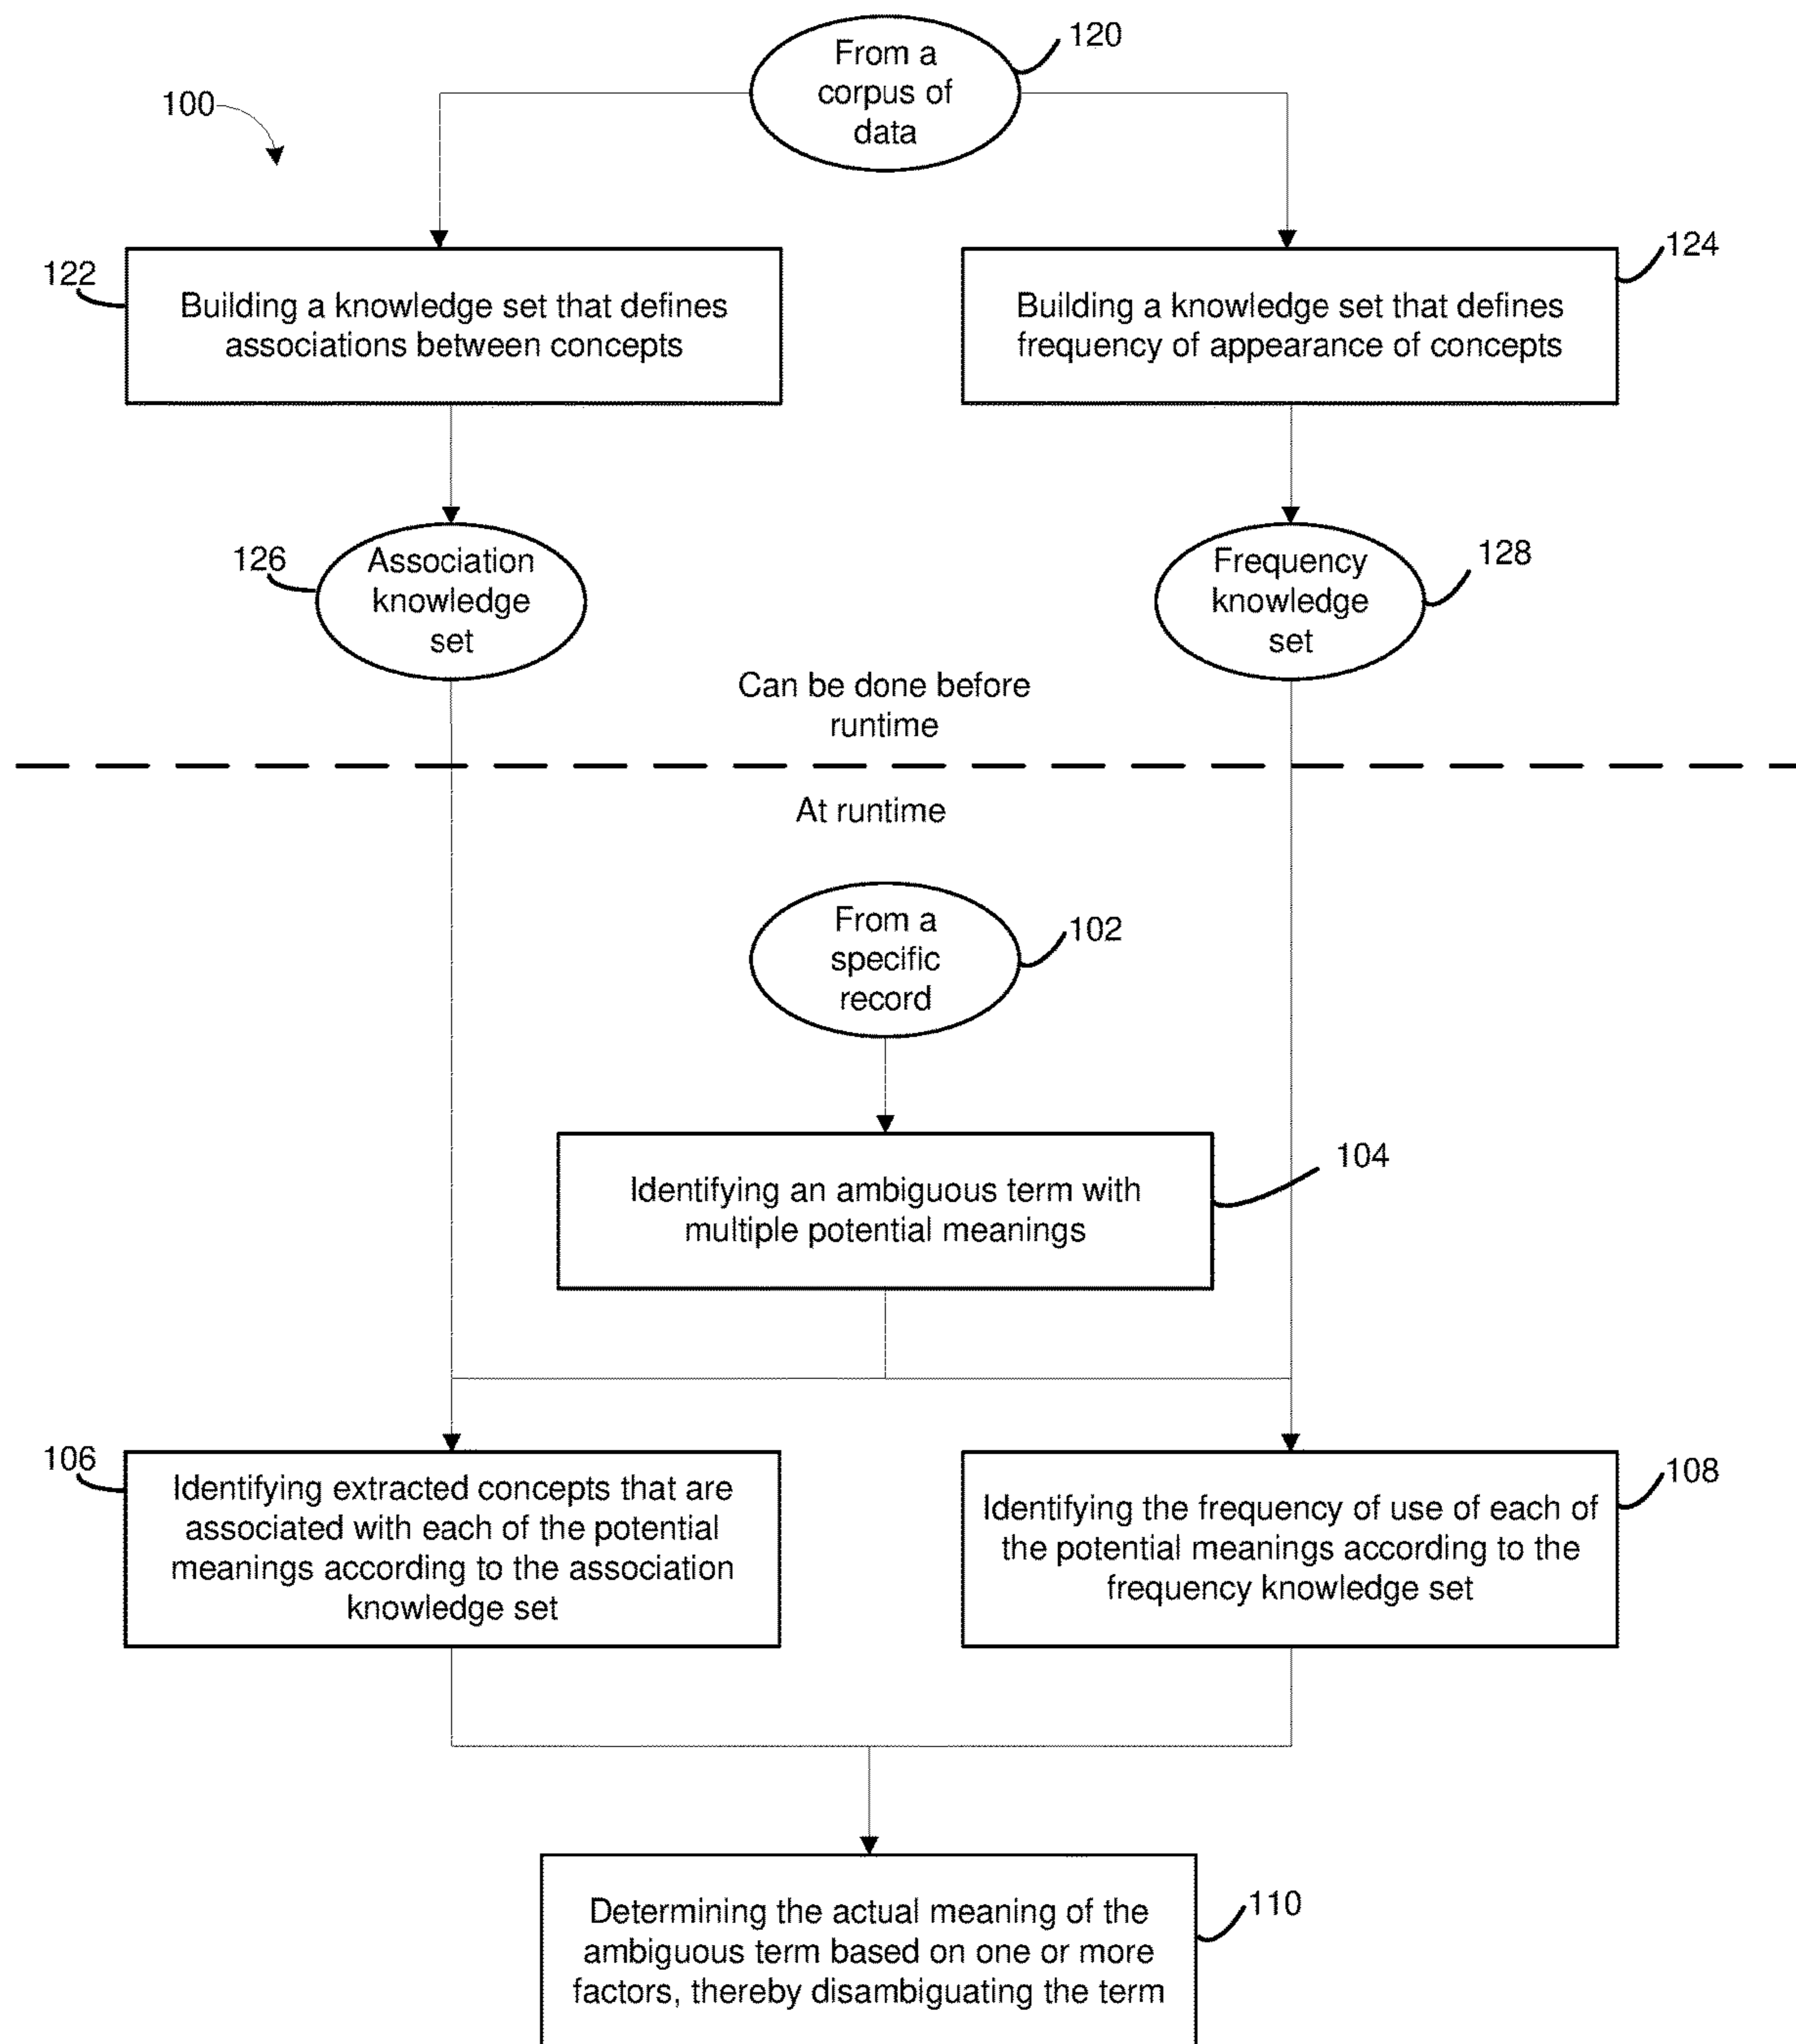 120
From a
corpus of
data
100
122
Building a knowledge set that defines
associations between concepts
124
Building a knowledge set that defines
frequency of appearance of concepts
126
Association
knowledge
set
128
Frequency
knowledge
set
Can be done before
runtime
At runtime
102
From a
specific
record
104
Identifying an ambiguous term with
multiple potential meanings
106
Identifying extracted concepts that are
associated with each of the potential
meanings according to the association
knowledge set
108
Identifying the frequency of use of each of
the potential meanings according to the
frequency knowledge set
110
Determining the actual meaning of the
ambiguous term based on one or more
factors, thereby disambiguating the term